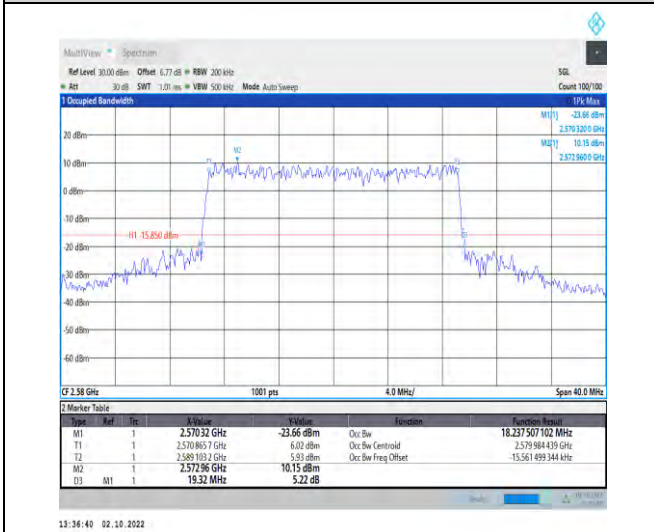 MultiView Spectrum
Ref Level 30.00 dBm Offset 6.77 dB RBW 200 kHz SGL
Att 30 dB SWT 1.01 ms VBW 500 kHz Mode Auto Sweep Count 100/100
1 Occupied Bandwidth 1Pk Max
M1[1] -23.66 dBm
2.570 320 0 GHz
M2[1] 10.15 dBm
2.572 960 0 GHz
20 dBm
M2
10 dBm
0 dBm
-10 dBm
H1 -15.850 dBm
-20 dBm
-30 dBm
-40 dBm
-50 dBm
-60 dBm
CF 2.58 GHz 1001 pts 4.0 MHz/ Span 40.0 MHz
2 Marker Table
Type Ref Trc X-Value Y-Value Function Function Result
M1 1 2.57032 GHz -23.66 dBm Occ Bw 18.237 507 102 MHz
T1 1 2.570 865 7 GHz 6.02 dBm Occ Bw Centroid 2.579 984 439 GHz
T2 1 2.589 103 2 GHz 5.93 dBm Occ Bw Freq Offset -15.561 499 344 kHz
M2 1 2.572 96 GHz 10.15 dBm
D3 M1 1 19.32 MHz 5.22 dB
13:36:40 02.10.2022